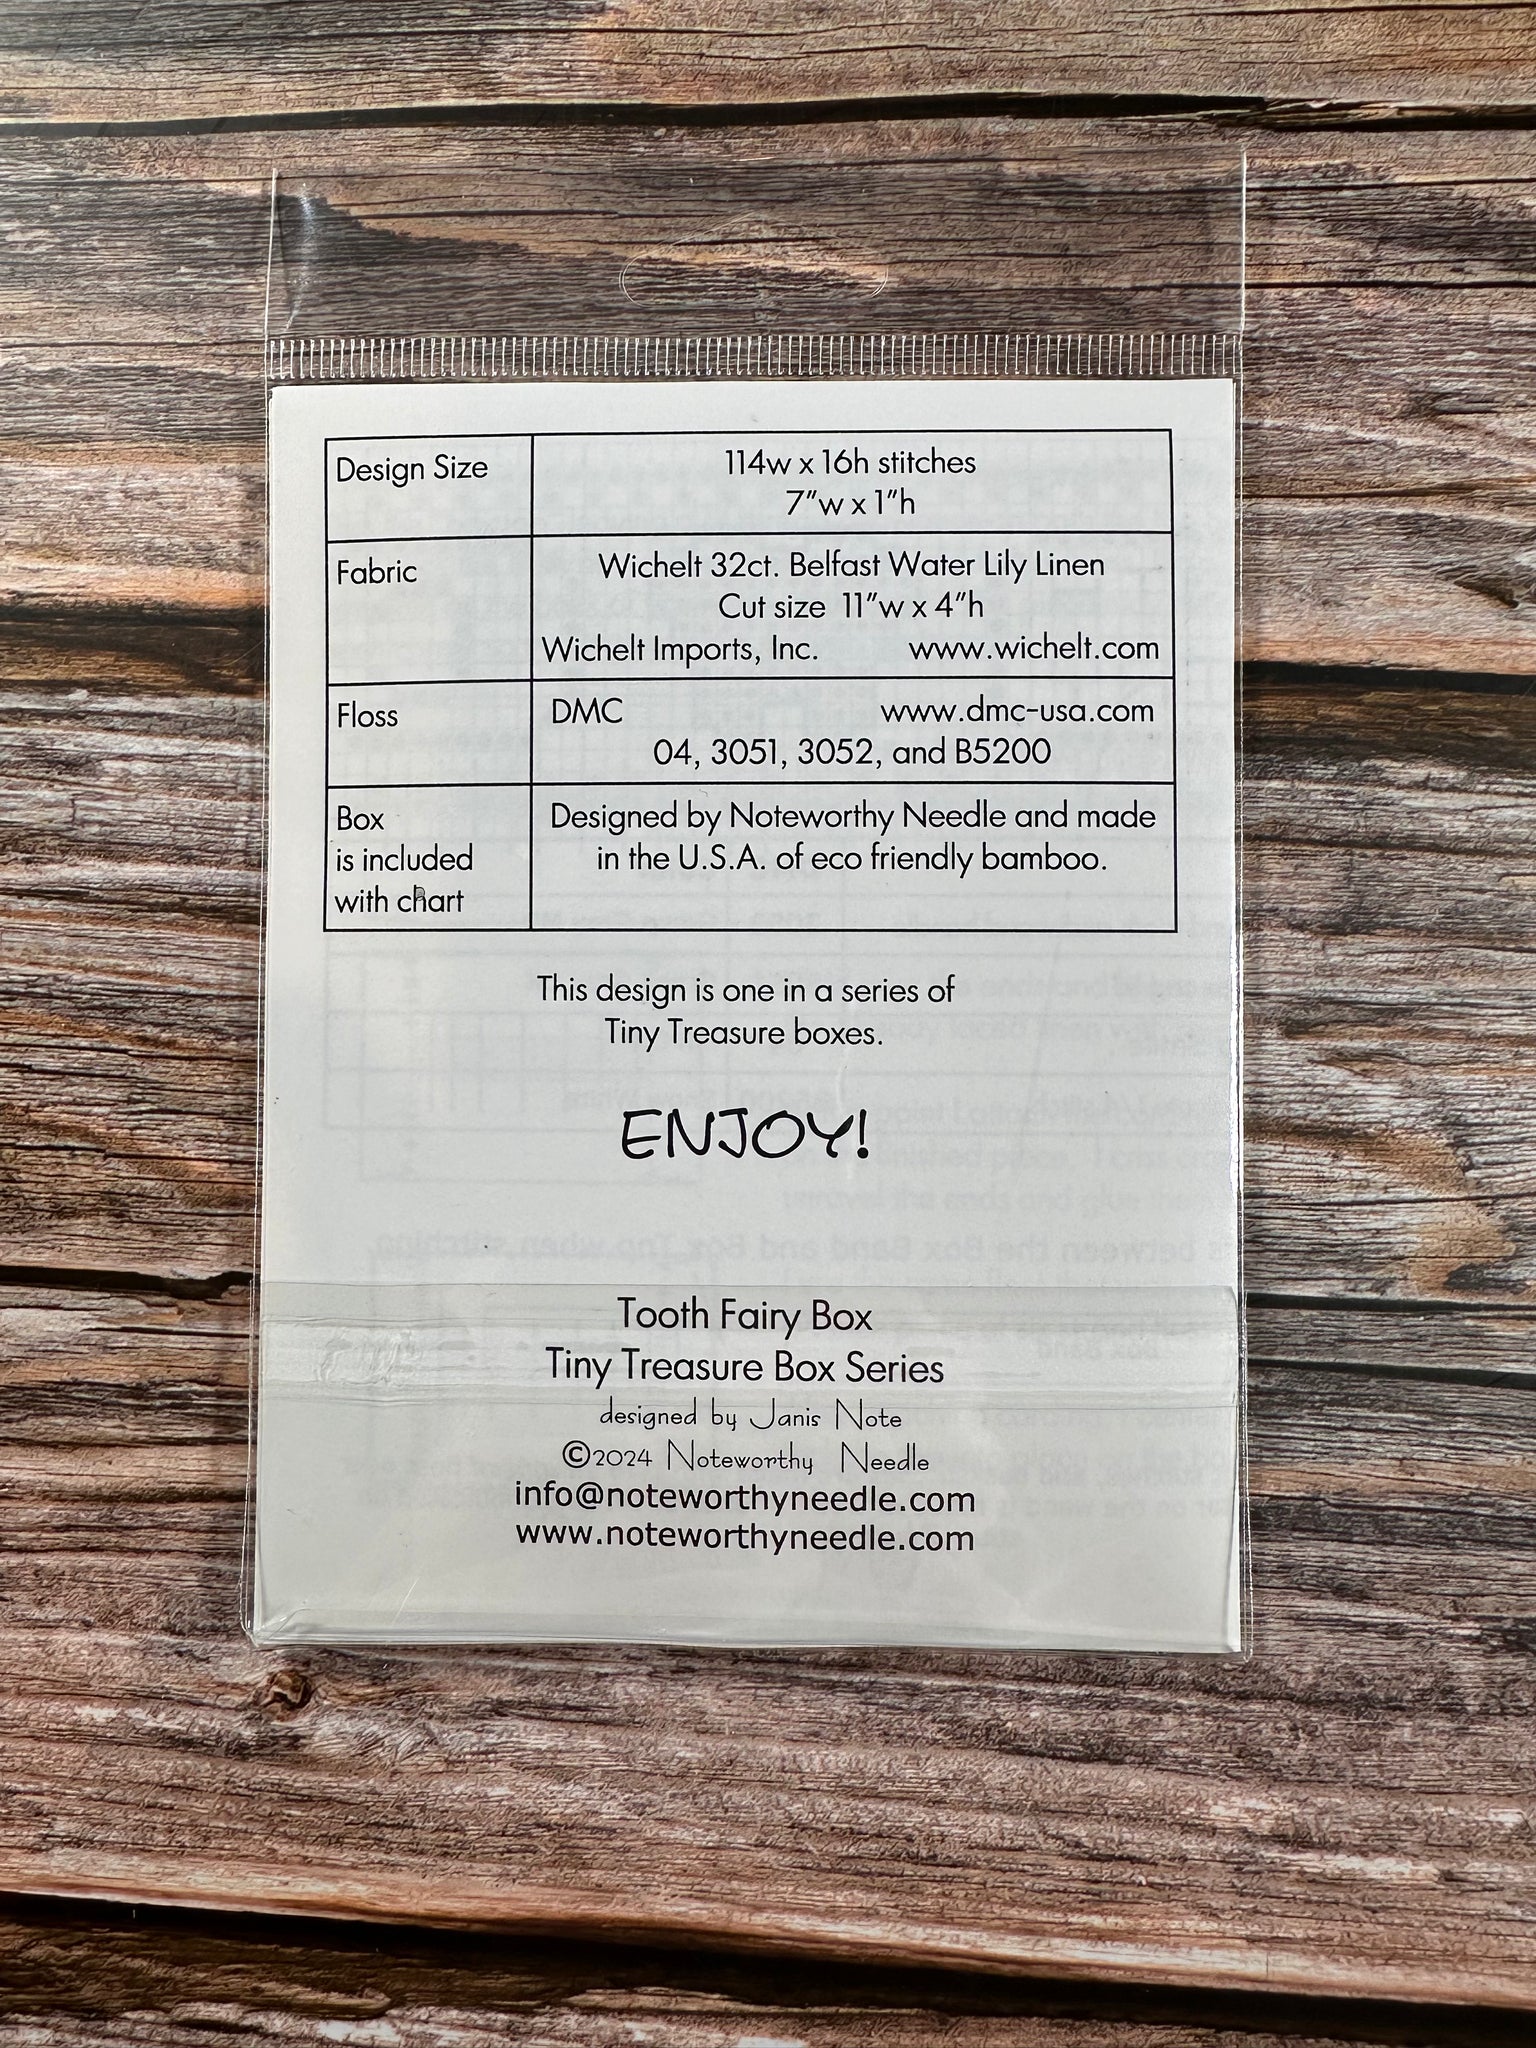 Design Size
114w x 16h stitches
7"w x 1"h
Fabric
Wichelt 32ct. Belfast Water Lily Linen
Cut size 11"w x 4"h
Wichelt Imports, Inc. www.wichelt.com
Floss
DMC www.dmc-usa.com
04, 3051, 3052, and B5200
Box
is included
with chart
Designed by Noteworthy Needle and made
in the U.S.A. of eco friendly bamboo.
This design is one in a series of
Tiny Treasure boxes.
ENJOY!
Tooth Fairy Box
Tiny Treasure Box Series
designed by Janis Note
©2024 Noteworthy Needle
info@noteworthyneedle.com
www.noteworthyneedle.com